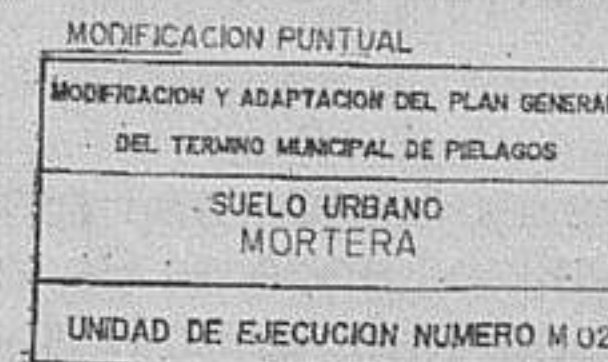 MODIFICACION PUNTUAL
MODIFICACION Y ADAPTACION DEL PLAN GENERAL
DEL TERMINO MUNICIPAL DE PIELAGOS
SUELO URBANO
MORTERA
UNIDAD DE EJECUCION NUMERO M 02